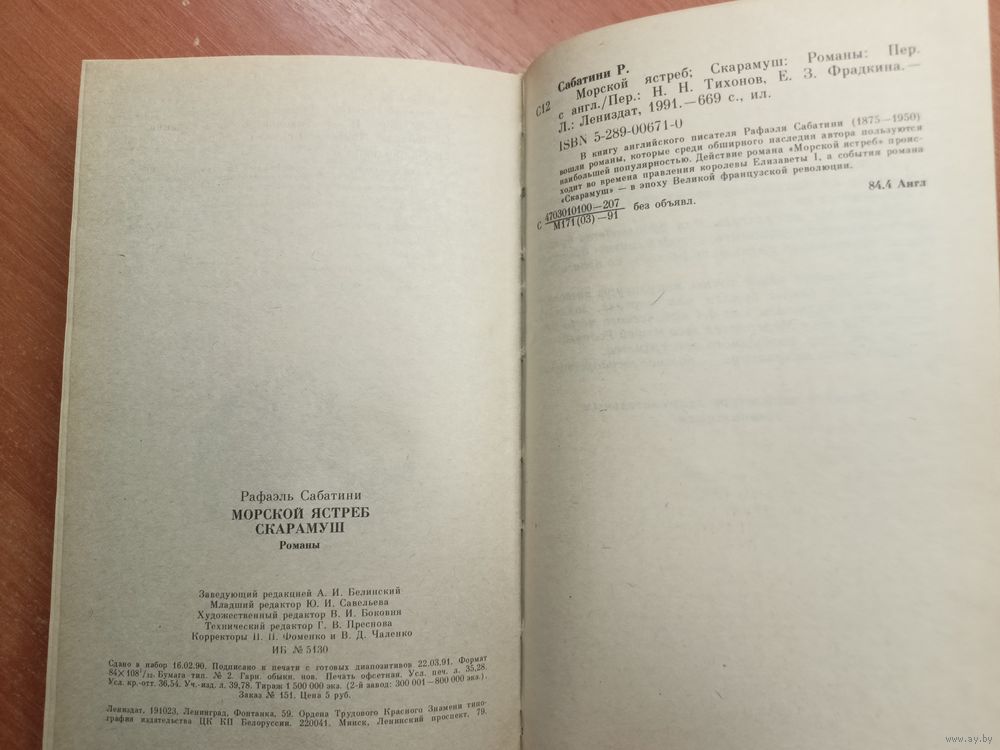 Рафаэль Сабатини
МОРСКОЙ ЯСТРЕБ
СКАРАМУШ
Романы
Заведующий редакцией А. И. Белинский
Младший редактор Ю. И. Савельева
Художественный редактор В. И. Боковня
Технический редактор Г. В. Преснова
Корректоры Фоменко и В. Д. Чаленко
ИБ № 5130
Сдано в набор 16.02.90. Подписано к печати с готовых диапозитивов 22.03.91. Формат
84×108¹/₃₂. Бумага тип. № 2. Гарн. обыкн. нов. Печать офсетная. Усл. печ. л. 35,28.
Усл. кр.-отт. 36,54. Уч.-изд. л. 39,78. Тираж 1 500 000 экз. (2-й завод: 300 001—800 000 экз.).
Заказ № 151. Цена 5 руб.
Лениздат, 191023, Ленинград, Фонтанка, 59. Ордена Трудового Красного Знамени типо-
графия издательства ЦК КП Белоруссии. 220041, Минск, Ленинский проспект, 79.
Сабатини Р.
С12 Морской ястреб; Скарамуш: Романы: Пер.
с англ./Пер.: Н. Н. Тихонов, Е. З. Фрадкина.—
Л.: Лениздат, 1991.—669 с., ил.
ISBN 5-289-00671-0
В книгу английского писателя Рафаэля Сабатини (1875—1950)
вошли романы, которые среди обширного наследия автора пользуются
наибольшей популярностью. Действие романа «Морской ястреб» проис-
ходит во времена правления королевы Елизаветы I, а события романа
«Скарамуш» — в эпоху Великой французской революции.
С 4703010100—207
М171(03)—91 без объявл.
84.4 Англ
www.ay.by